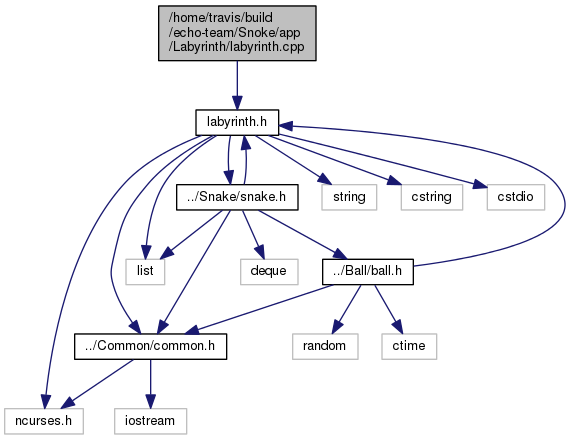 /home/travis/build
/echo-team/Snoke/app
/Labyrinth/labyrinth.cpp
labyrinth.h
../Snake/snake.h
string
cstring
cstdio
list
deque
../Ball/ball.h
../Common/common.h
random
ctime
ncurses.h
iostream